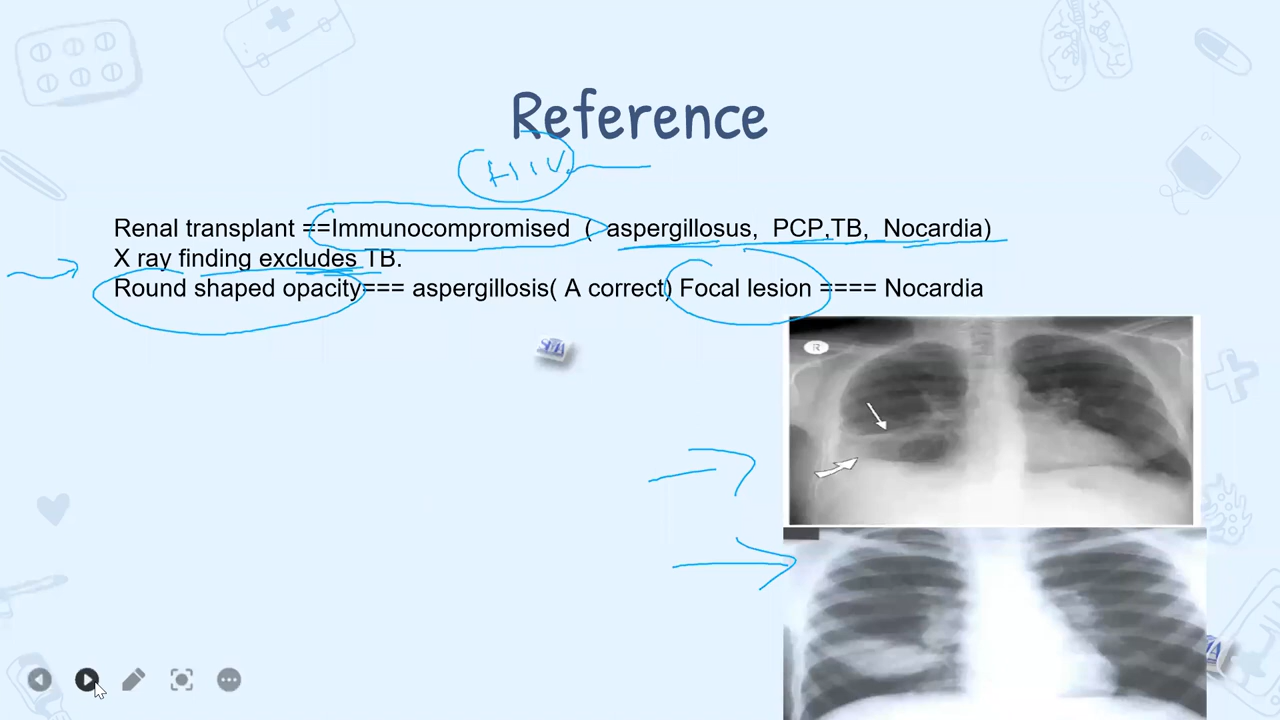 Reference
HIV
Renal transplant ==Immunocompromised ( aspergillosus, PCP,TB, Nocardia)
X ray finding excludes TB.
Round shaped opacity=== aspergillosis( A correct) Focal lesion ==== Nocardia
R